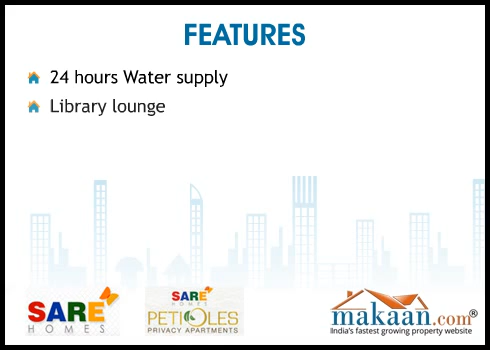 FEATURES
24 hours Water supply
Library lounge
SARE
HOMES
SARE
HOMES
PETIOLES
PRIVACY APARTMENTS
makaan.com®
India's fastest growing property website